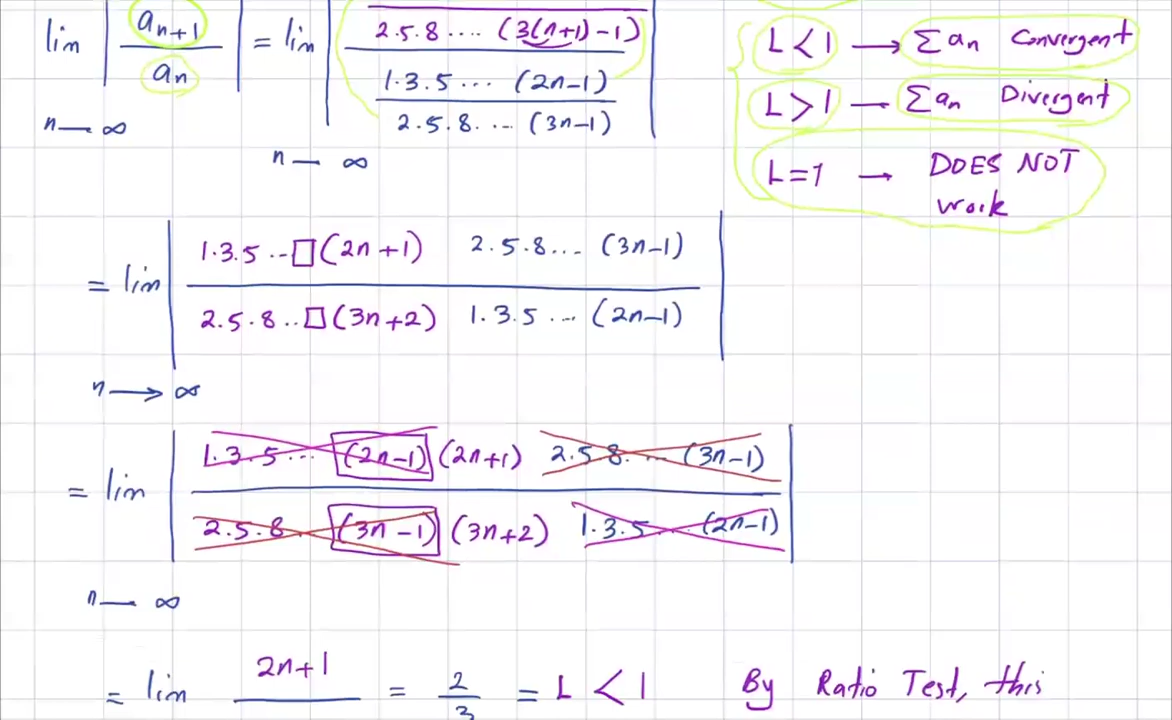 lim | a_{n+1} / a_n | = lim | 2.5.8.... (3(n+1)-1) / 1.3.5... (2n-1) / 2.5.8.... (3n-1) |
n → ∞ n → ∞
L < 1 → Σ an Convergent
L > 1 → Σ an Divergent
L=1 → DOES NOT
work
= lim | 1.3.5...□(2n+1) 2.5.8... (3n-1) / 2.5.8..□(3n+2) 1.3.5... (2n-1) |
n → ∞
= lim | 1.3.5... (2n-1) (2n+1) 2.5.8.... (3n-1) / 2.5.8 (3n-1) (3n+2) 1.3.5... (2n-1) |
n → ∞
= lim 2n+1 = 2/3 = L < 1 By Ratio Test, this